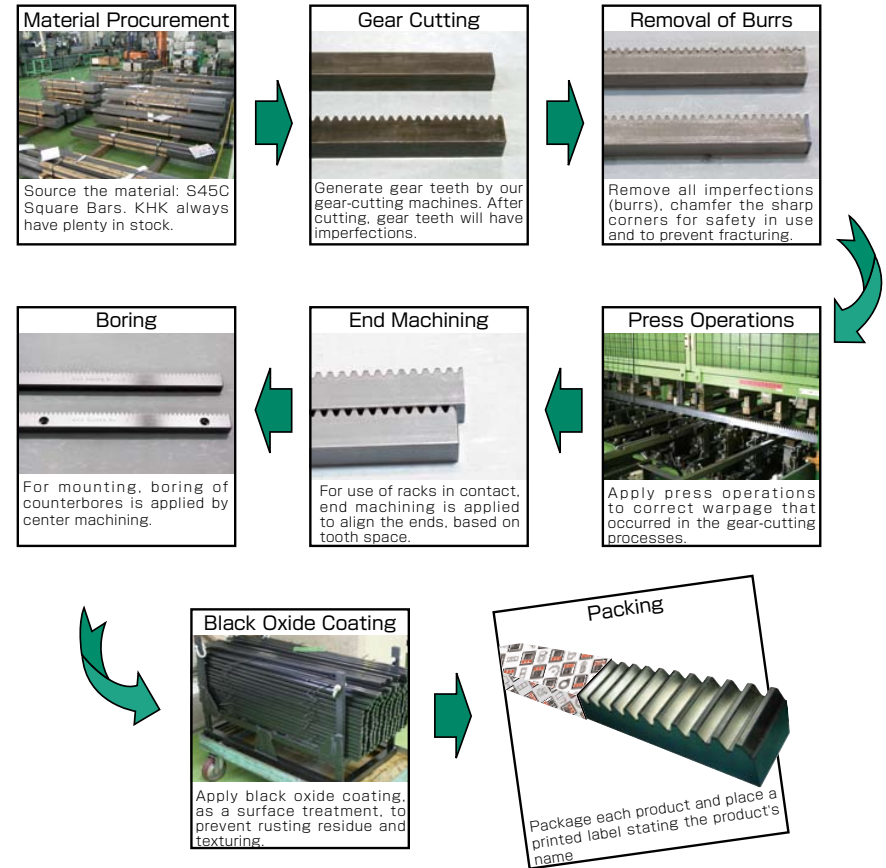 Material Procurement
Source the material: S45C
Square Bars. KHK always
have plenty in stock.
Gear Cutting
Generate gear teeth by our
gear-cutting machines. After
cutting, gear teeth will have
imperfections.
Removal of Burrs
Remove all imperfections
(burrs), chamfer the sharp
corners for safety in use
and to prevent fracturing.
Press Operations
Apply press operations
to correct warpage that
occurred in the gear-cutting
processes.
End Machining
For use of racks in contact,
end machining is applied
to align the ends, based on
tooth space.
Boring
For mounting, boring of
counterbores is applied by
center machining.
Black Oxide Coating
Apply black oxide coating,
as a surface treatment, to
prevent rusting residue and
texturing.
Packing
Package each product and place a
printed label stating the product's
name